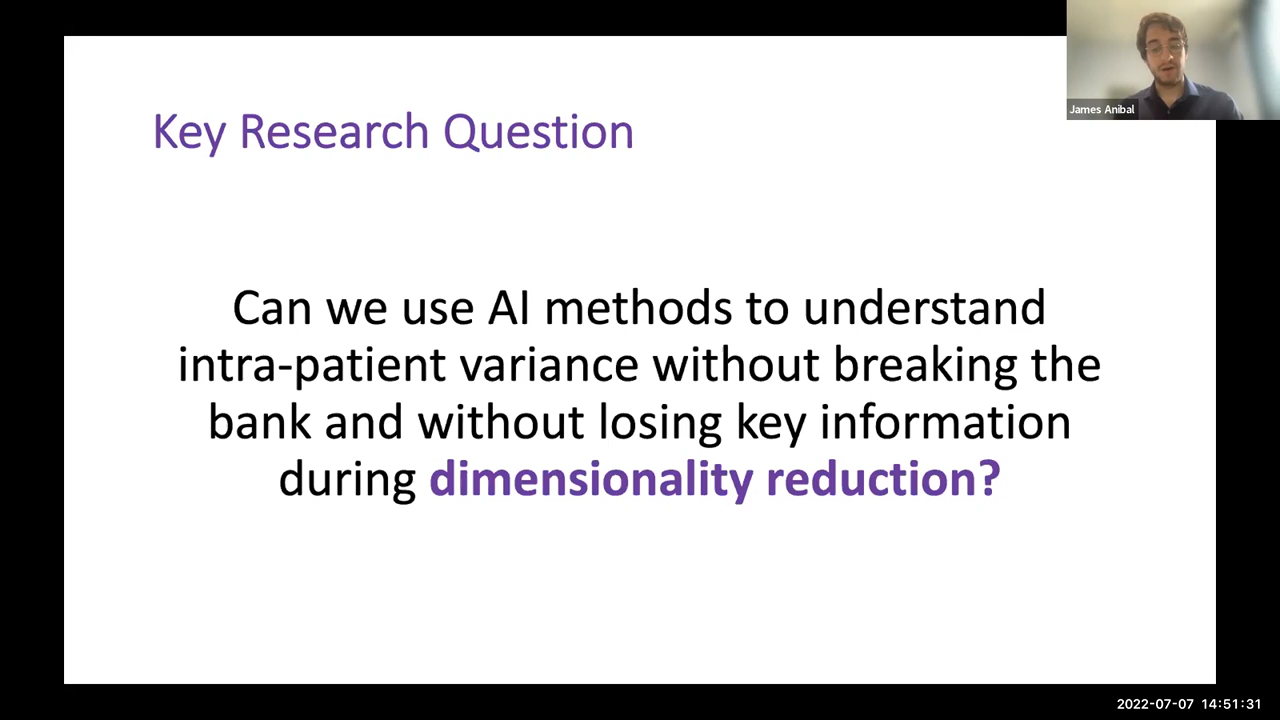 James Anibal
Key Research Question
Can we use AI methods to understand
intra-patient variance without breaking the
bank and without losing key information
during dimensionality reduction?
2022-07-07 14:51:31